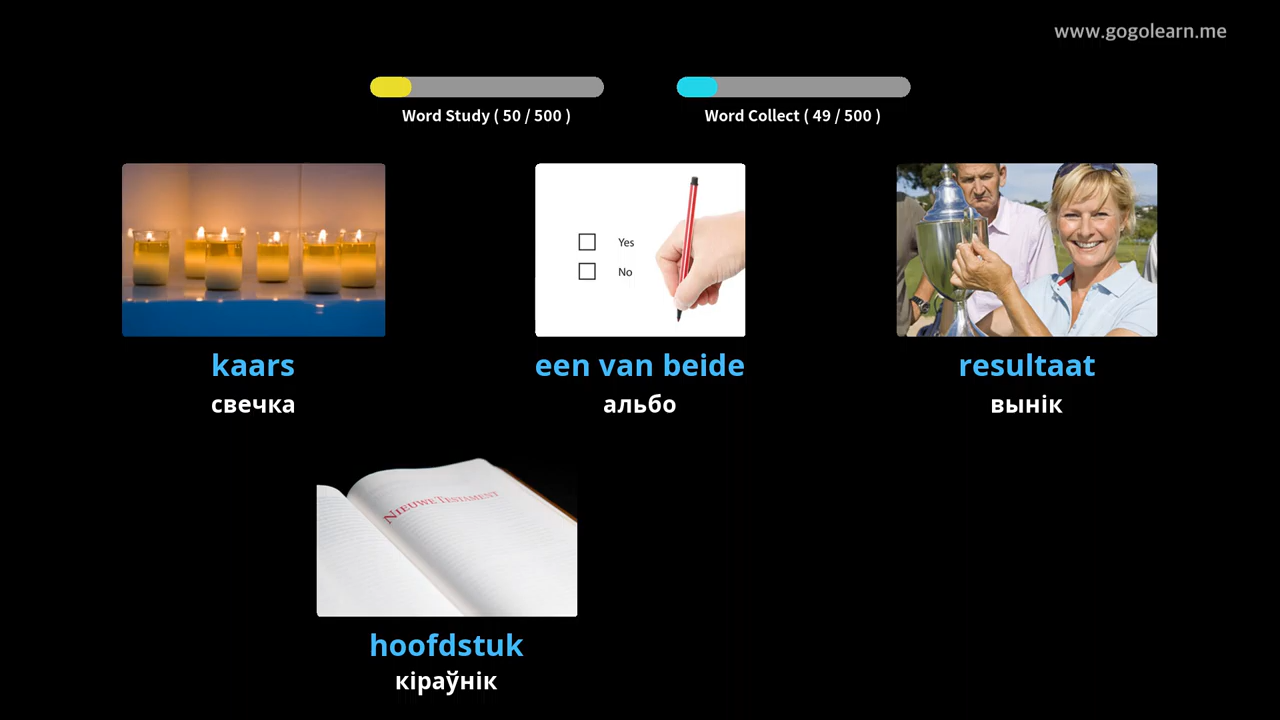 www.gogolearn.me
Word Study ( 50 / 500 )
Word Collect ( 49 / 500 )
Yes
No
kaars
een van beide
resultaat
свечка
альбо
вынік
NIEUWE TESTAMENT
hoofdstuk
кіраўнік